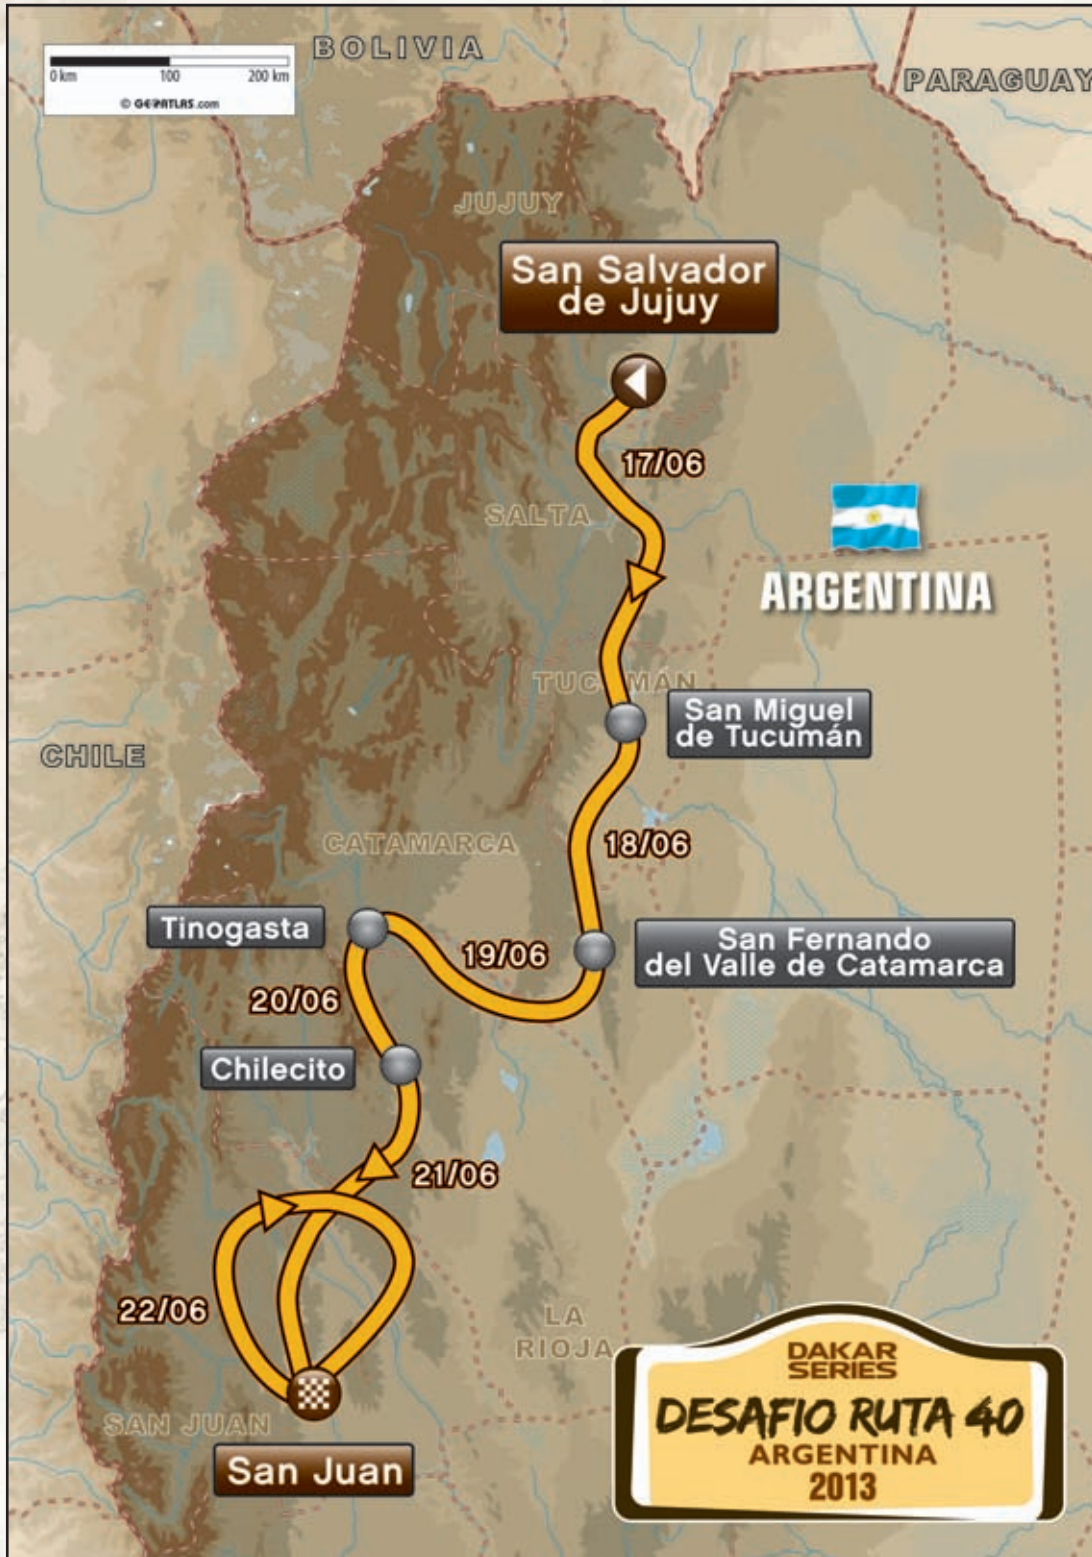 BOLIVIA
0 km 100 200 km
© GEOATLAS.com
PARAGUAY
JUJUY
San Salvador
de Jujuy
17/06
SALTA
ARGENTINA
TUCUMÁN
San Miguel
de Tucumán
CHILE
18/06
CATAMARCA
Tinogasta
19/06
San Fernando
del Valle de Catamarca
20/06
Chilecito
21/06
22/06
LA
RIOJA
DAKAR
SERIES
DESAFIO RUTA 40
ARGENTINA
2013
SAN JUAN
San Juan